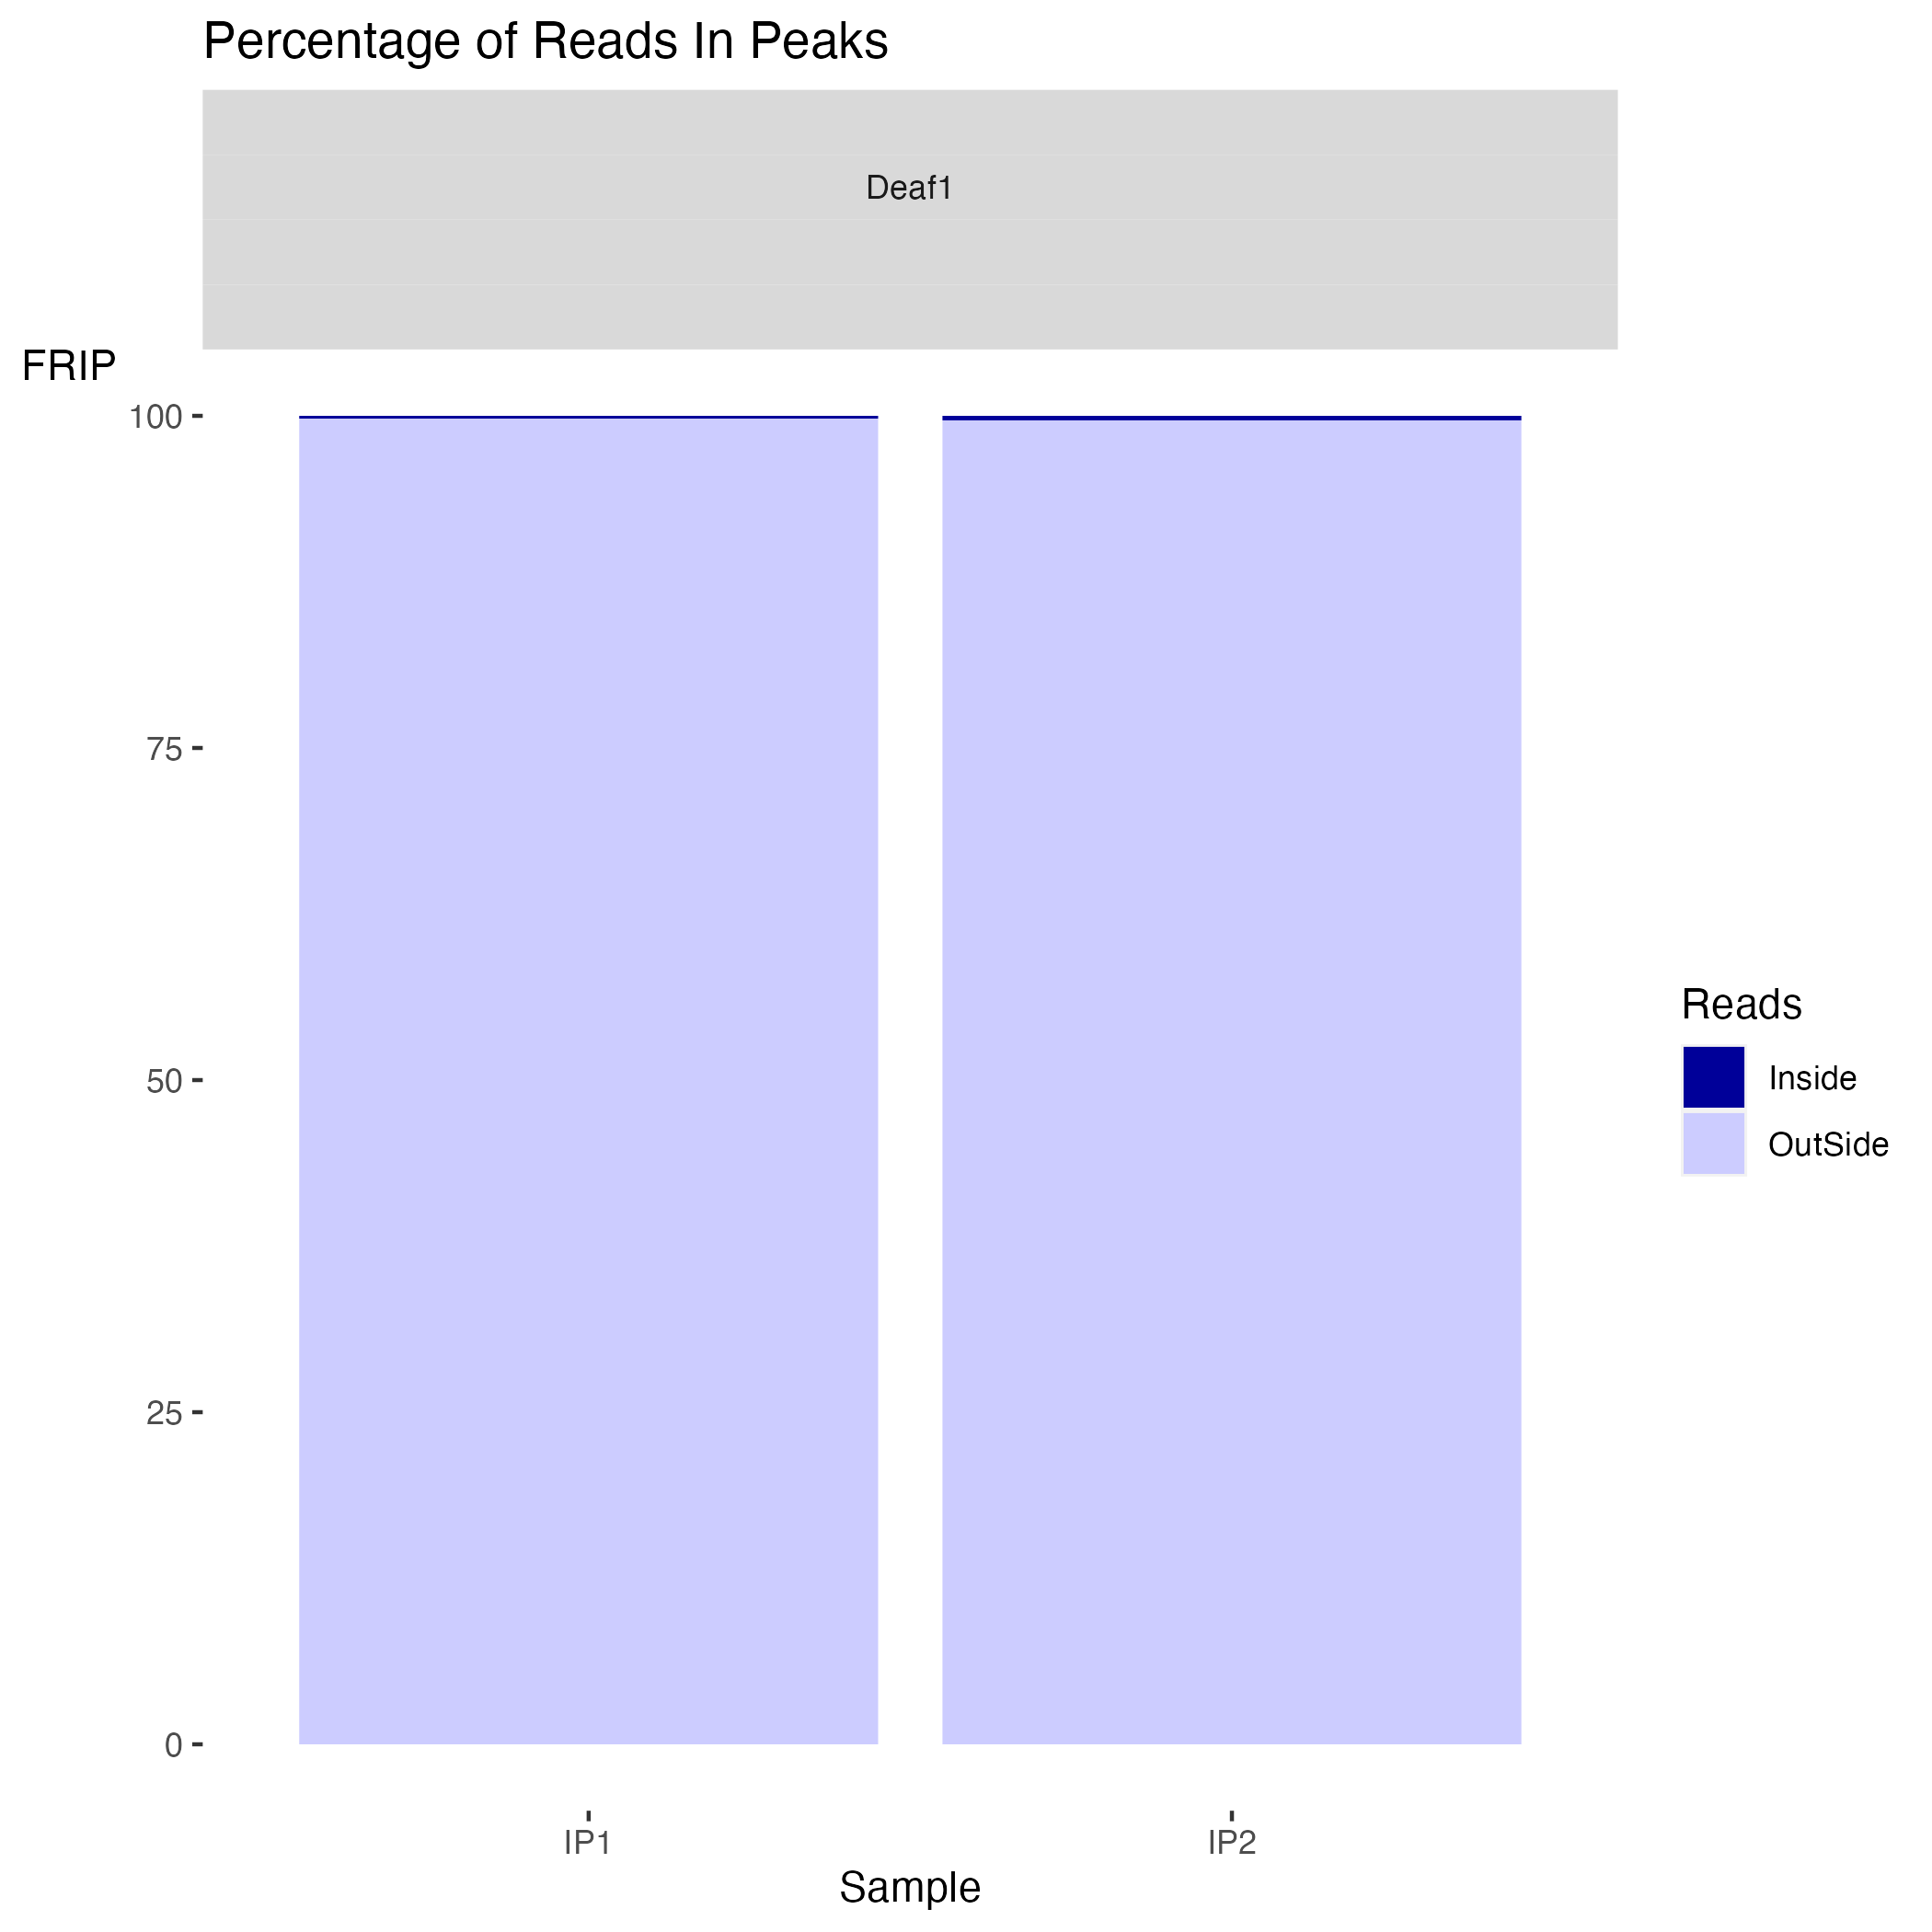 Percentage of Reads In Peaks
Deaf1
FRIP
100
75
50
25
0
IP1
IP2
Sample
Reads
Inside
OutSide